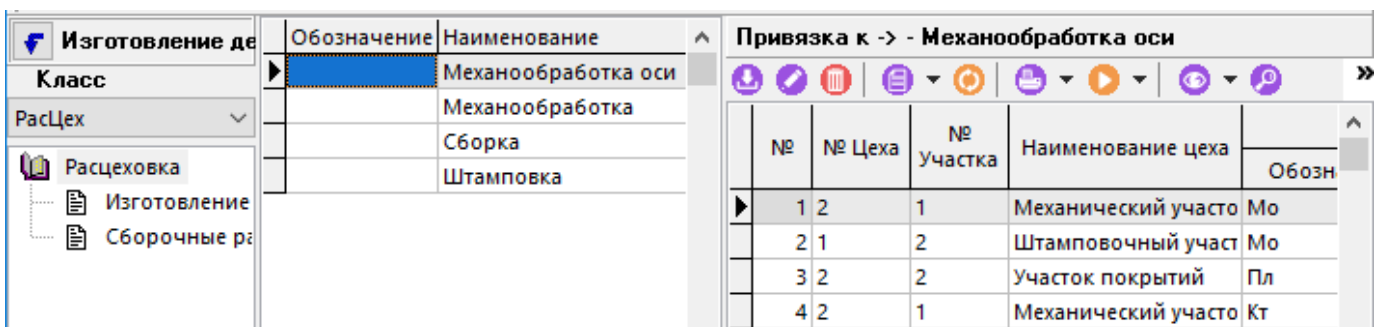 Изготовление де
Класс
РасЦех
Расцеховка
Изготовление
Сборочные ра
Обозначение Наименование
Механообработка оси
Механообработка
Сборка
Штамповка
Привязка к -> - Механообработка оси
»
№ № Цеха № Участка Наименование цеха
Обозн
1 2 1 Механический участо Мо
2 1 2 Штамповочный участ Мо
3 2 2 Участок покрытий Пл
4 2 1 Механический участо Кт